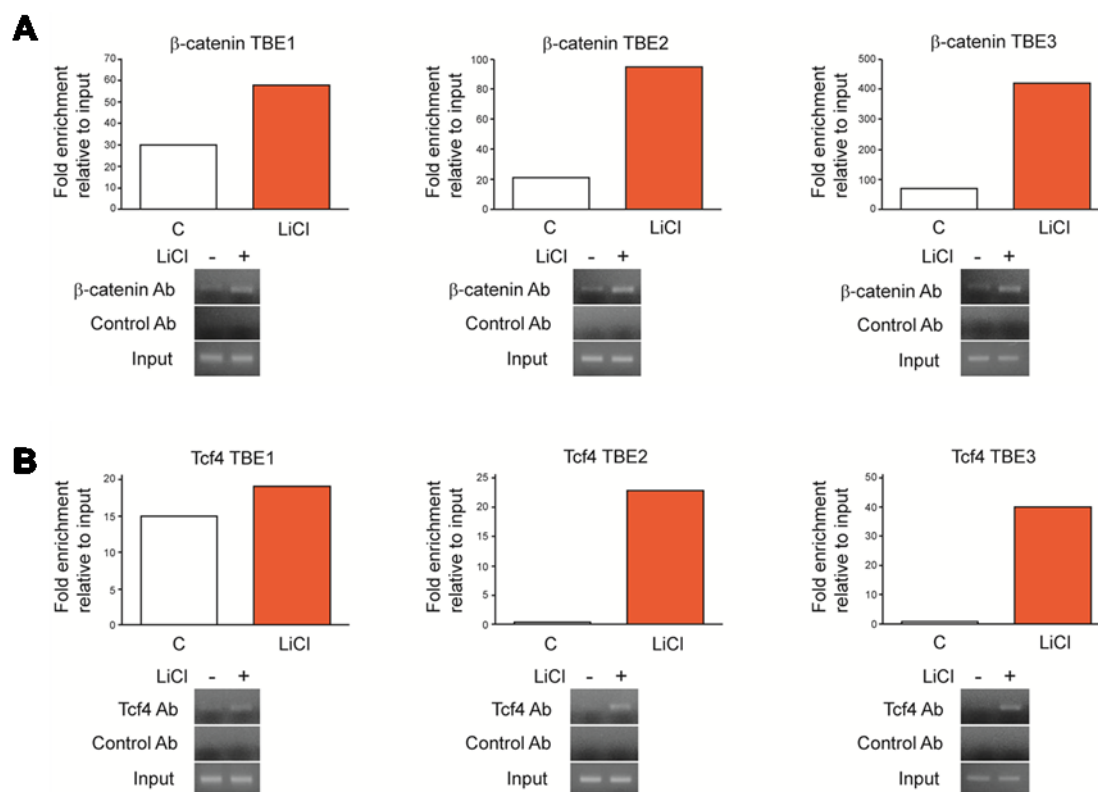 A
β-catenin TBE1
Fold enrichment
relative to input
70
60
50
40
30
20
10
0
C LiCl
LiCl - +
β-catenin Ab
Control Ab
Input
β-catenin TBE2
Fold enrichment
relative to input
100
80
60
40
20
0
C LiCl
LiCl - +
β-catenin Ab
Control Ab
Input
β-catenin TBE3
Fold enrichment
relative to input
500
400
300
200
100
0
C LiCl
LiCl - +
β-catenin Ab
Control Ab
Input
B
Tcf4 TBE1
Fold enrichment
relative to input
20
15
10
5
0
C LiCl
LiCl - +
Tcf4 Ab
Control Ab
Input
Tcf4 TBE2
Fold enrichment
relative to input
25
20
15
10
5
0
C LiCl
LiCl - +
Tcf4 Ab
Control Ab
Input
Tcf4 TBE3
Fold enrichment
relative to input
50
40
30
20
10
0
C LiCl
LiCl - +
Tcf4 Ab
Control Ab
Input